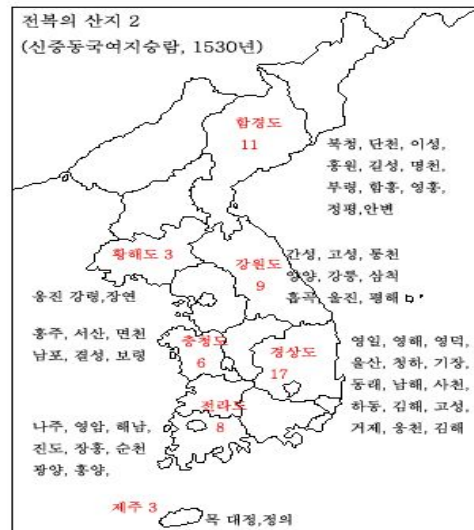 전복의 산지 2
(신증동국여지승람, 1530년)
함경도
11
북청, 단천, 이성,
홍원, 길성, 명천,
부령, 함흥, 영흥,
정평,안변
황해도 3
옹진 강령,장연
강원도
9
간성, 고성, 통천
양양, 강릉, 삼척
흡곡, 울진, 평해
충청도
6
홍주, 서산, 면천
남포, 결성, 보령
경상도
17
영일, 영해, 영덕,
울산, 청하, 기장,
동래, 남해, 사천,
하동, 김해, 고성,
거제, 웅천, 김해
전라도
8
나주, 영암, 해남,
진도, 장흥, 순천
광양, 흥양,
제주 3
목 대정,정의